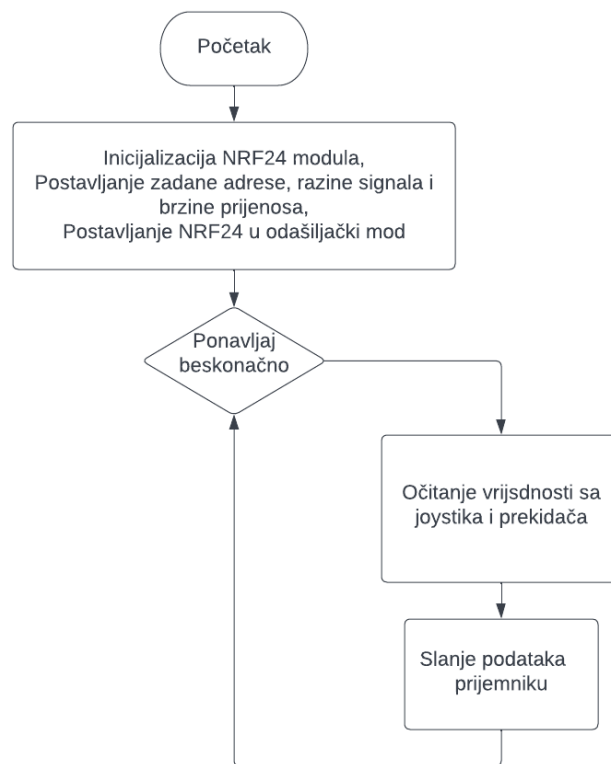 Početak
Inicijalizacija NRF24 modula,
Postavljanje zadane adrese, razine signala i
brzine prijenosa,
Postavljanje NRF24 u odašiljački mod
Ponavljaj
beskonačno
Očitanje vrijsdnosti sa
joystika i prekidača
Slanje podataka
prijemniku